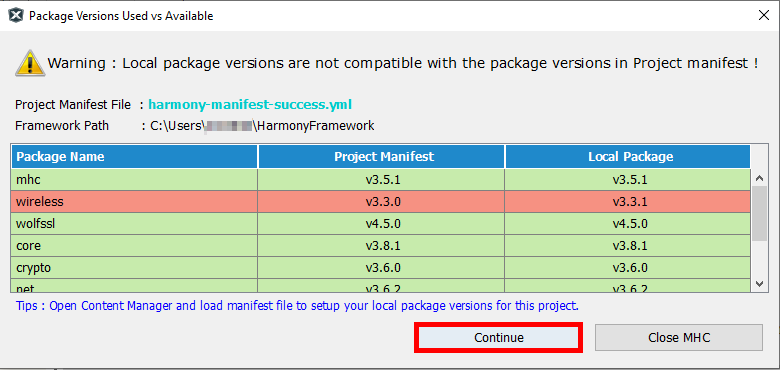 Package Versions Used vs Available
Warning : Local package versions are not compatible with the package versions in Project manifest !
Project Manifest File : harmony-manifest-success.yml
Framework Path : C:\Users\ \HarmonyFramework
Package Name Project Manifest Local Package
mhc v3.5.1 v3.5.1
wireless v3.3.0 v3.3.1
wolfssl v4.5.0 v4.5.0
core v3.8.1 v3.8.1
crypto v3.6.0 v3.6.0
net v3.6.2 v3.6.2
Tips : Open Content Manager and load manifest file to setup your local package versions for this project.
Continue Close MHC